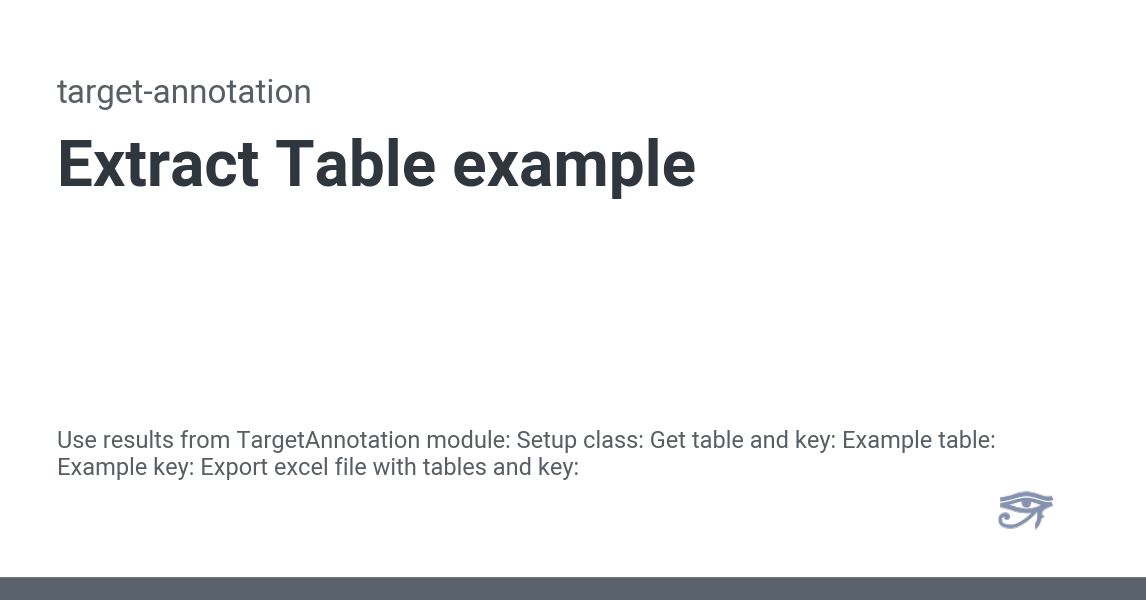 target-annotation
Extract Table example
Use results from TargetAnnotation module: Setup class: Get table and key: Example table:
Example key: Export excel file with tables and key: